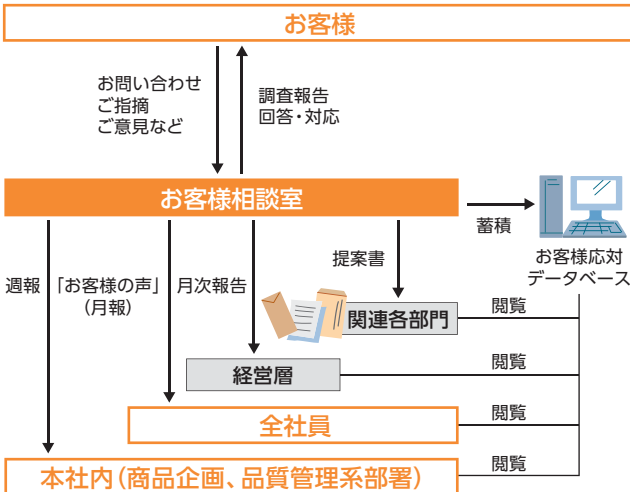 お客様
お問い合わせ
ご指摘
ご意見など
調査報告
回答・対応
お客様相談室
蓄積
お客様応対
データベース
週報
「お客様の声」
(月報)
月次報告
提案書
関連各部門
閲覧
経営層
閲覧
全社員
閲覧
本社内(商品企画、品質管理系部署)
閲覧